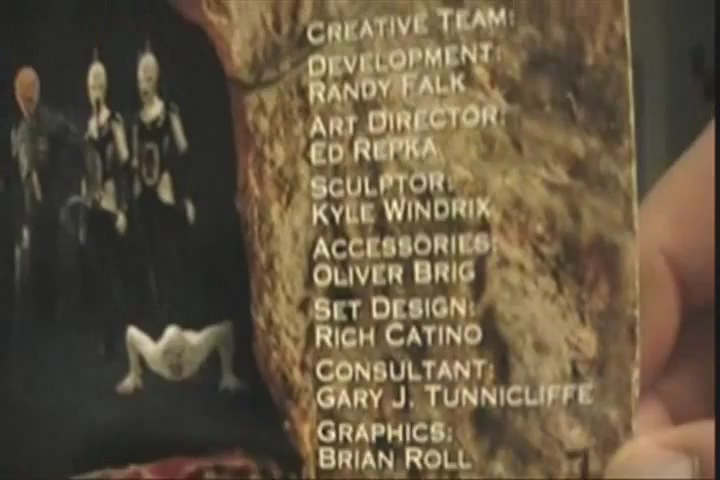 CREATIVE TEAM:
DEVELOPMENT:
RANDY FALK
ART DIRECTOR:
ED REPKA
SCULPTOR:
KYLE WINDRIX
ACCESSORIES:
OLIVER BRIG
SET DESIGN:
RICH CATINO
CONSULTANT:
GARY J. TUNNICLIFFE
GRAPHICS:
BRIAN ROLL